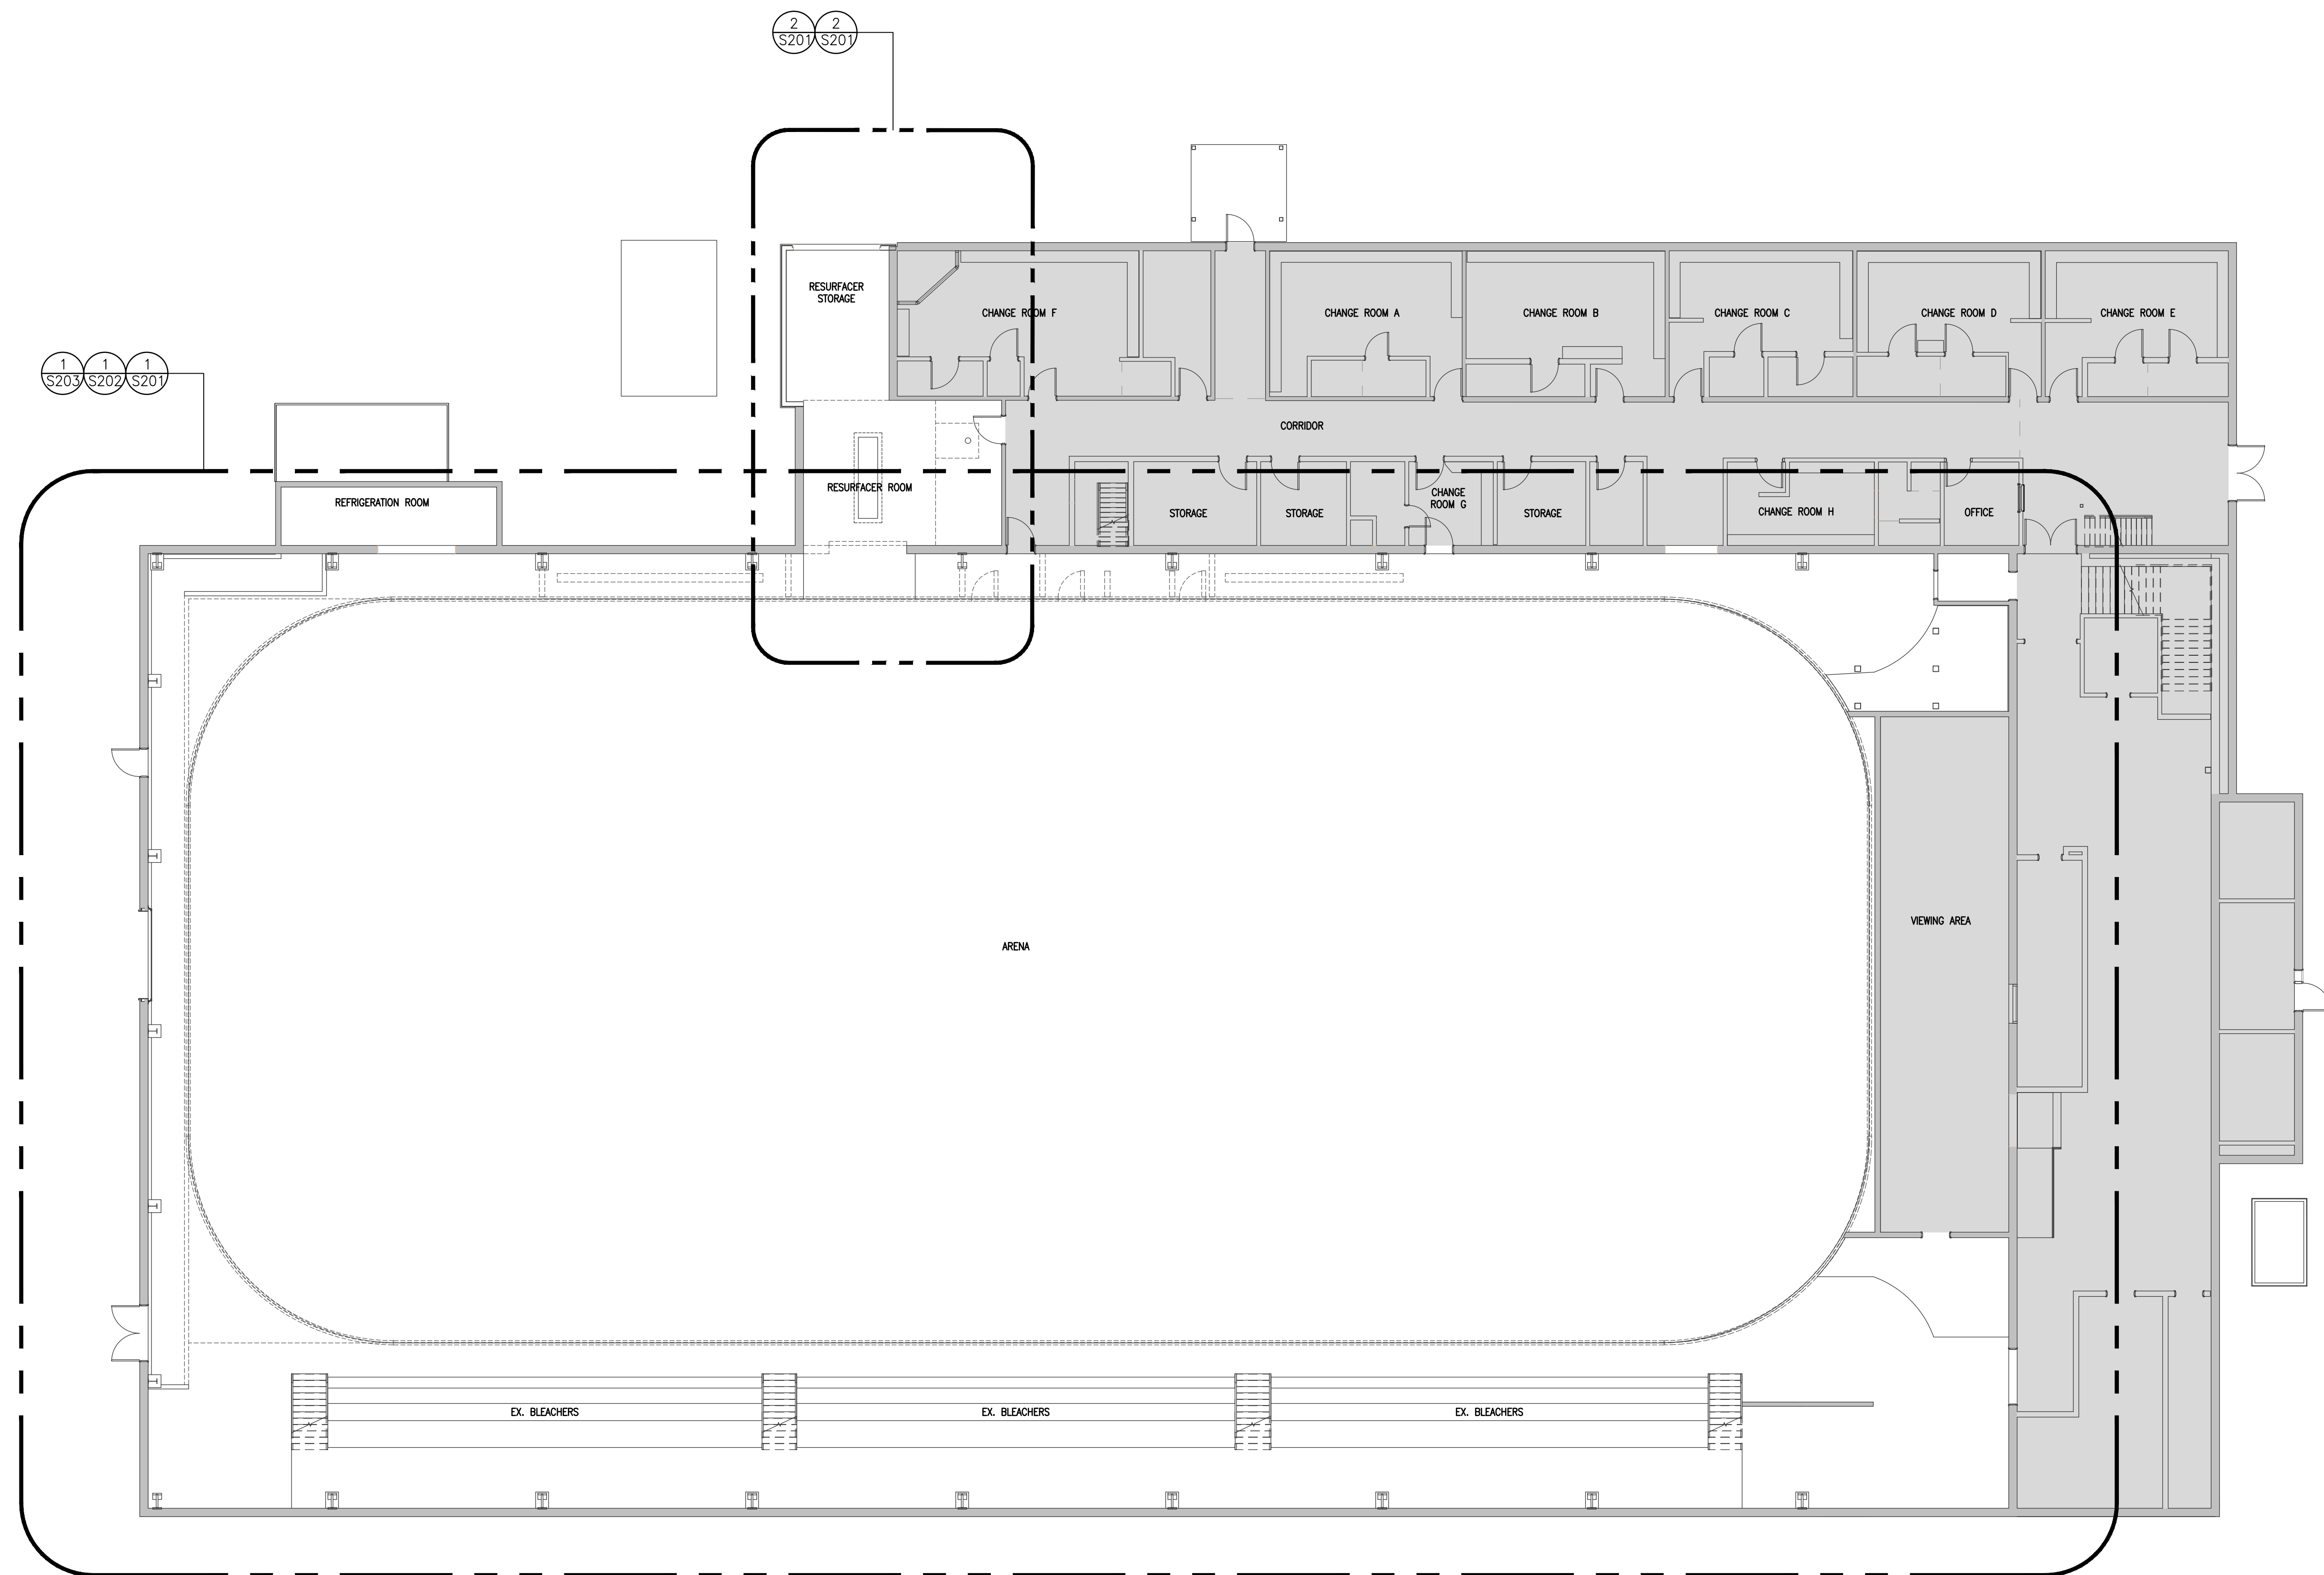 2 2
S201 S201
RESURFACER
STORAGE
CHANGE ROOM F
CHANGE ROOM A
CHANGE ROOM B
CHANGE ROOM C
CHANGE ROOM D
CHANGE ROOM E
1 1 1
S203 S202 S201
CORRIDOR
REFRIGERATION ROOM
RESURFACER ROOM
STORAGE
STORAGE
CHANGE
ROOM G
STORAGE
CHANGE ROOM H
OFFICE
VIEWING AREA
ARENA
EX. BLEACHERS
EX. BLEACHERS
EX. BLEACHERS